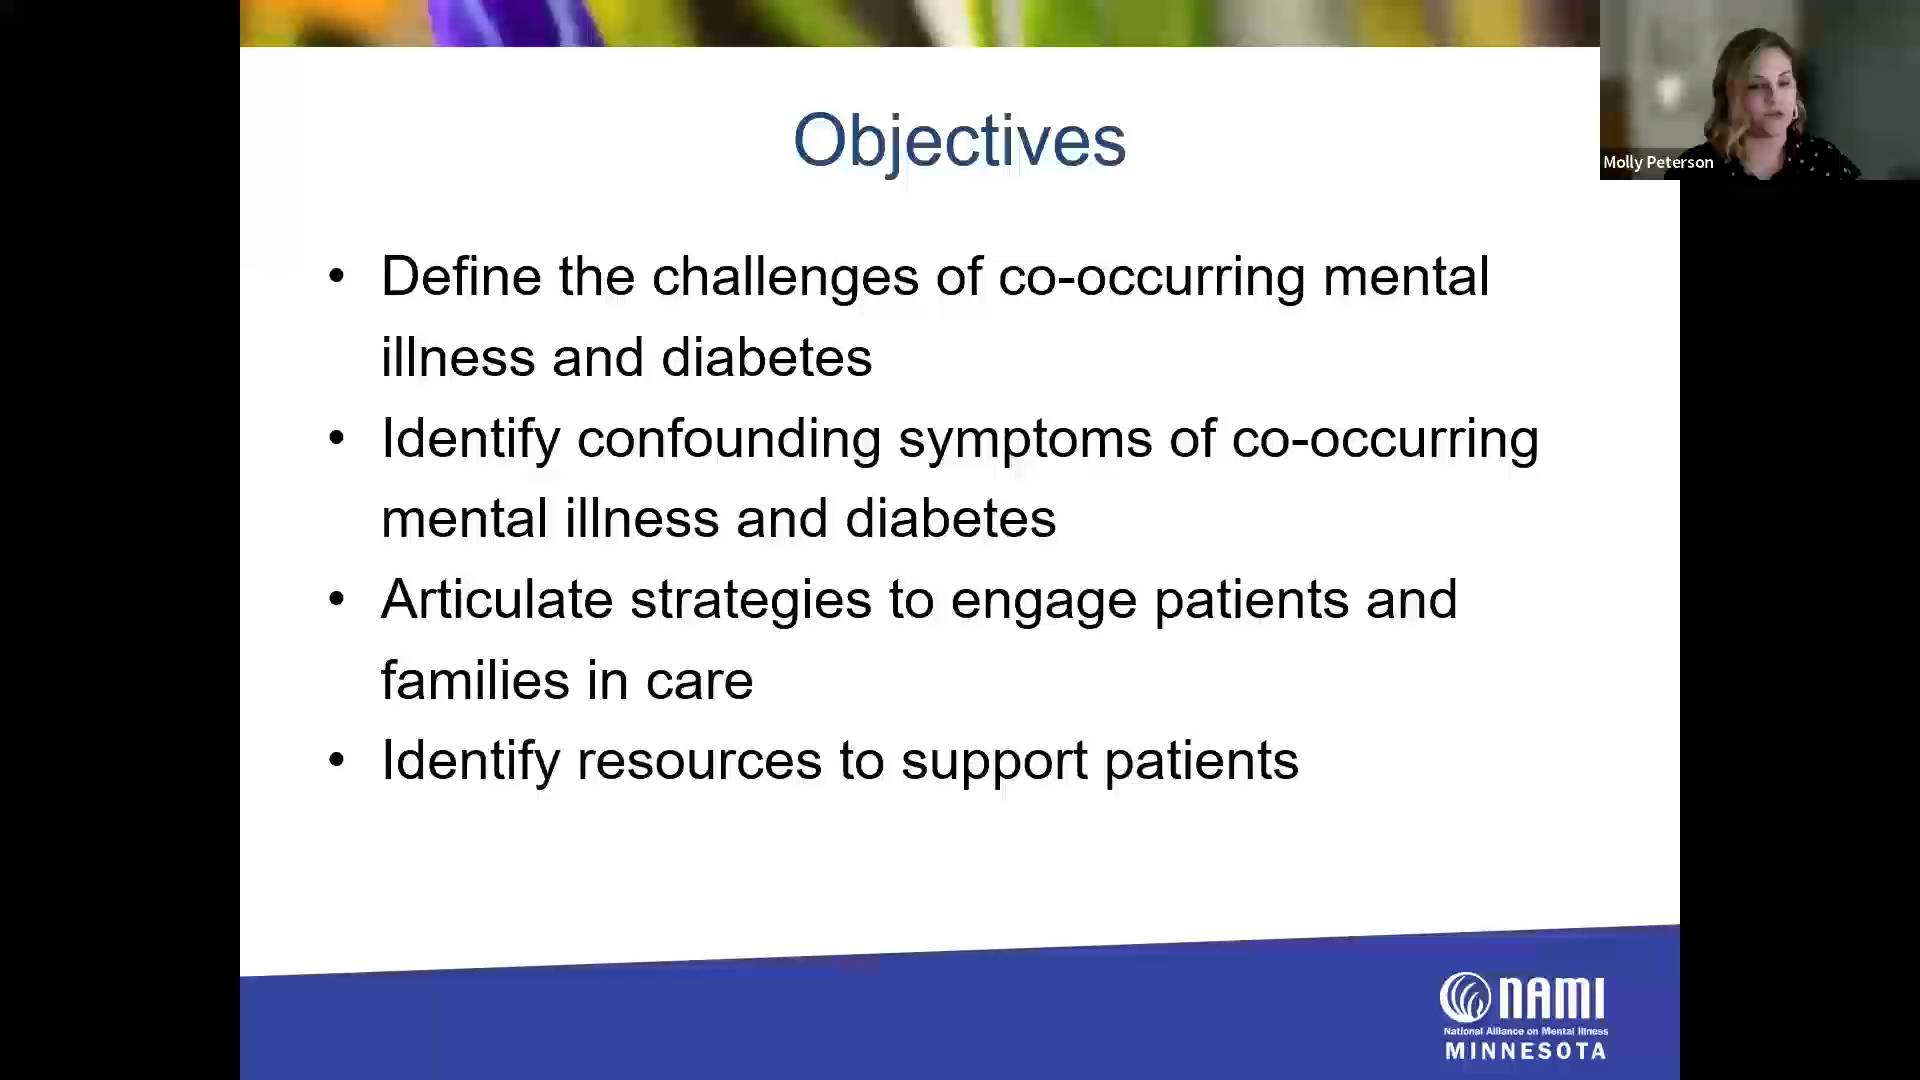 Objectives
Molly Peterson
• Define the challenges of co-occurring mental
illness and diabetes
• Identify confounding symptoms of co-occurring
mental illness and diabetes
• Articulate strategies to engage patients and
families in care
• Identify resources to support patients
NAMI
National Alliance on Mental Illness
MINNESOTA